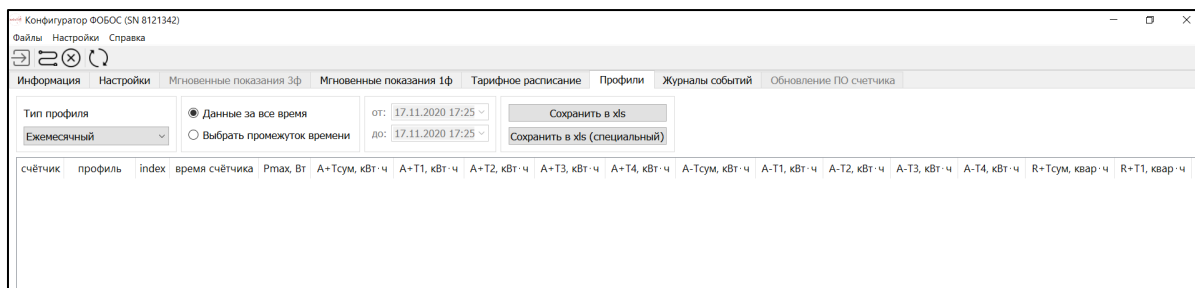 Конфигуратор ФОБОС (SN 8121342)
Файлы Настройки Справка
Информация Настройки Мгновенные показания 3ф Мгновенные показания 1ф Тарифное расписание Профили Журналы событий Обновление ПО счетчика
Тип профиля Данные за все время от: 17.11.2020 17:25 Сохранить в xls
Ежемесячный Выбрать промежуток времени до: 17.11.2020 17:25 Сохранить в xls (специальный)
счётчик профиль index время счётчика Pmax, Вт A+Tсум, кВт·ч A+T1, кВт·ч A+T2, кВт·ч A+T3, кВт·ч A+T4, кВт·ч A-Tсум, кВт·ч A-T1, кВт·ч A-T2, кВт·ч A-T3, кВт·ч A-T4, кВт·ч R+Tсум, квар·ч R+T1, квар·ч